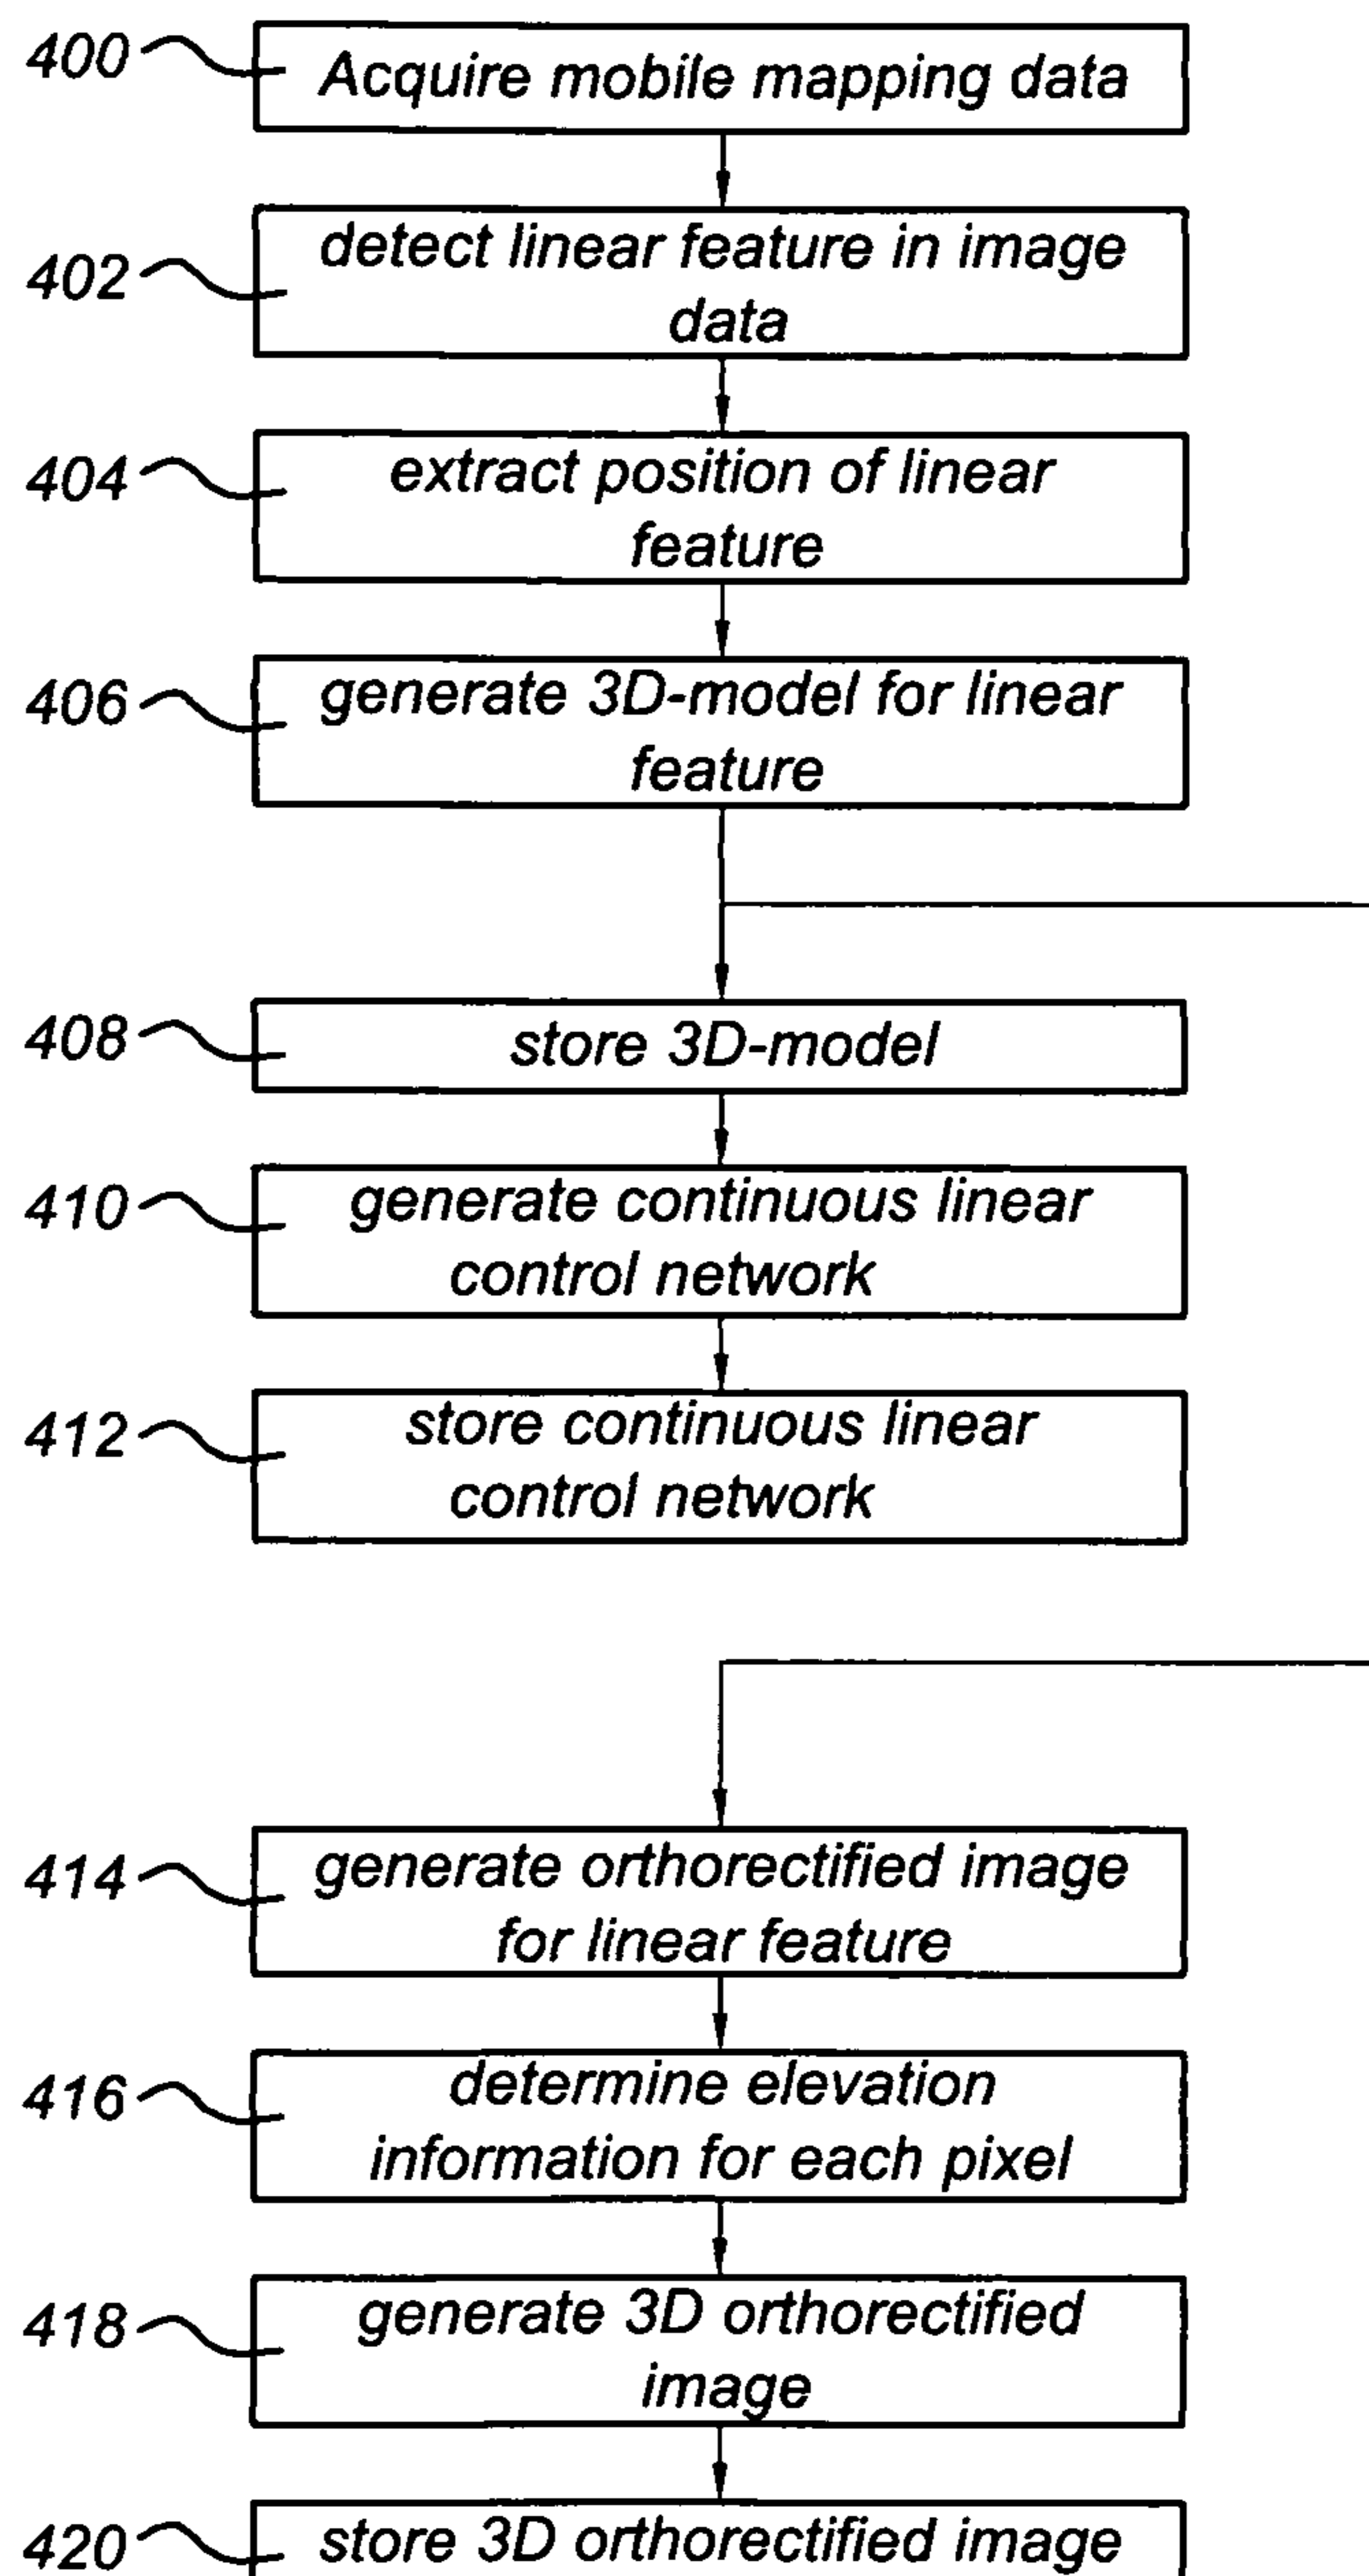 400 Acquire mobile mapping data
402 detect linear feature in image
data
404 extract position of linear
feature
406 generate 3D-model for linear
feature
408 store 3D-model
410 generate continuous linear
control network
412 store continuous linear
control network
414 generate orthorectified image
for linear feature
416 determine elevation
information for each pixel
418 generate 3D orthorectified
image
420 store 3D orthorectified image